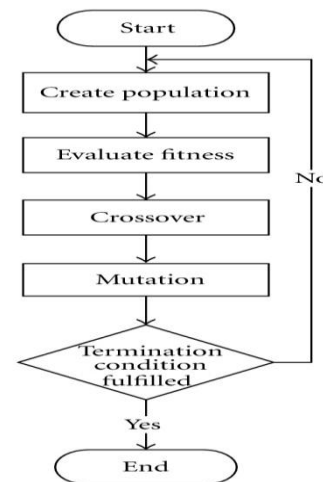 Start
Create population
Evaluate fitness
No
Crossover
Mutation
Termination
condition
fulfilled
Yes
End